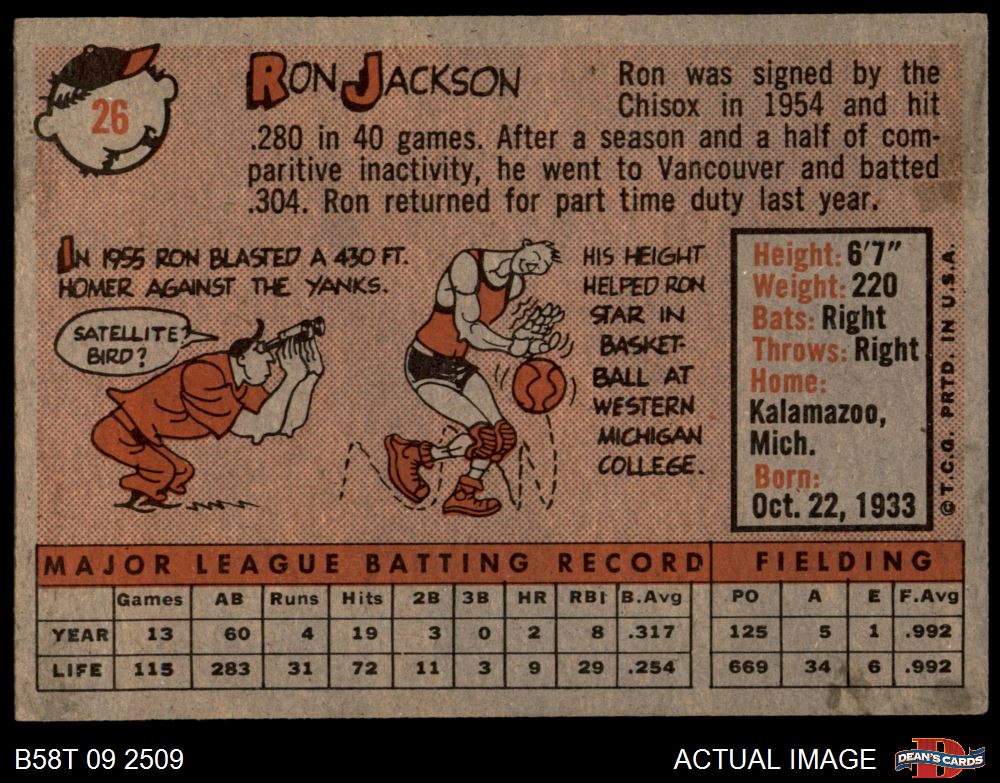 26
RON JACKSON
Ron was signed by the
Chisox in 1954 and hit
.280 in 40 games. After a season and a half of com-
paritive inactivity, he went to Vancouver and batted
.304. Ron returned for part time duty last year.
IN 1955 RON BLASTED A 430 FT.
HOMER AGAINST THE YANKS.
SATELLITE?
BIRD?
HIS HEIGHT
HELPED RON
STAR IN
BASKET-
BALL AT
WESTERN
MICHIGAN
COLLEGE.
Height: 6'7"
Weight: 220
Bats: Right
Throws: Right
Home:
Kalamazoo,
Mich.
Born:
Oct. 22, 1933
© T.C.G. PRTD. IN U.S.A.
MAJOR LEAGUE BATTING RECORD FIELDING
Games AB Runs Hits 2B 3B HR RBI B.Avg PO A E F.Avg
YEAR 13 60 4 19 3 0 2 8 .317 125 5 1 .992
LIFE 115 283 31 72 11 3 9 29 .254 669 34 6 .992
B58T 09 2509 ACTUAL IMAGE
D
DEAN'S CARDS